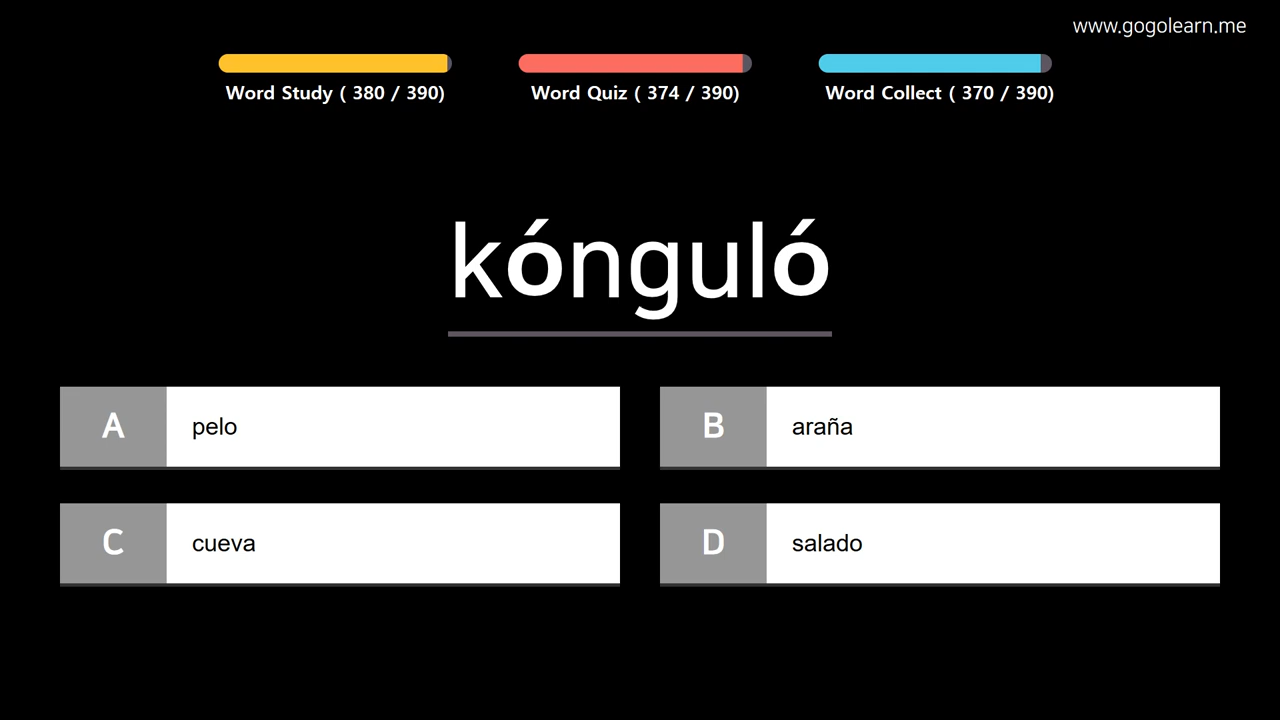 www.gogolearn.me
Word Study ( 380 / 390)
Word Quiz ( 374 / 390)
Word Collect ( 370 / 390)
kónguló
A pelo
B araña
C cueva
D salado